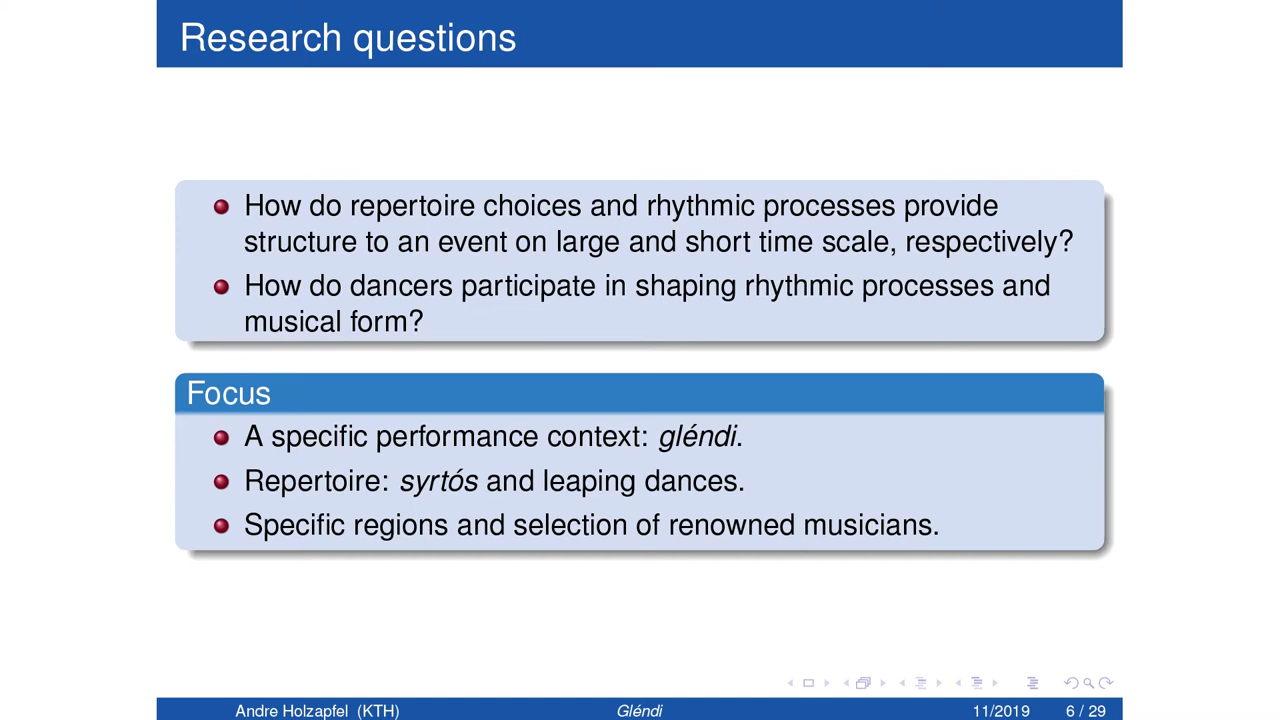 Research questions
How do repertoire choices and rhythmic processes provide
structure to an event on large and short time scale, respectively?
How do dancers participate in shaping rhythmic processes and
musical form?
Focus
A specific performance context: gléndi.
Repertoire: syrtós and leaping dances.
Specific regions and selection of renowned musicians.
Andre Holzapfel (KTH) Gléndi 11/2019 6 / 29